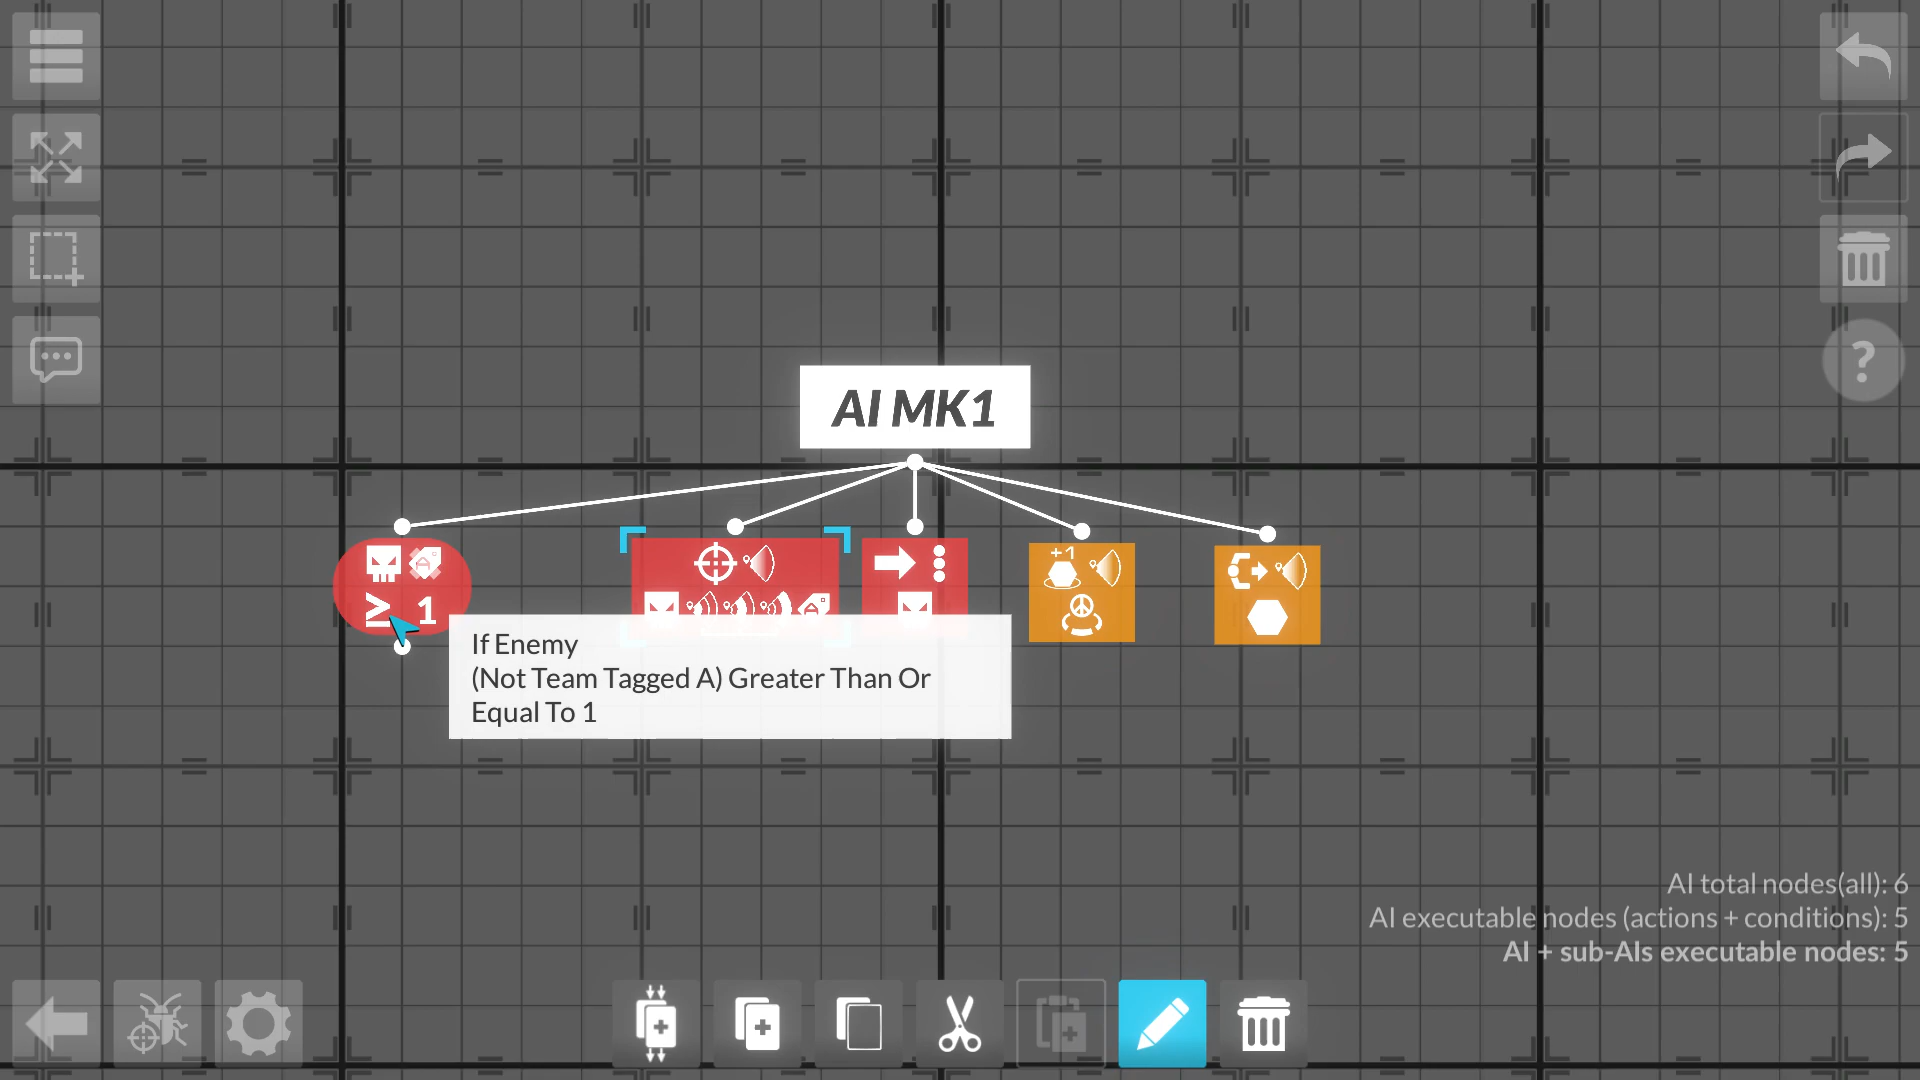 ?
AI MK1
≥ 1
+1
If Enemy
(Not Team Tagged A) Greater Than Or
Equal To 1
AI total nodes(all): 6
AI executable nodes (actions + conditions): 5
AI + sub-AIs executable nodes: 5